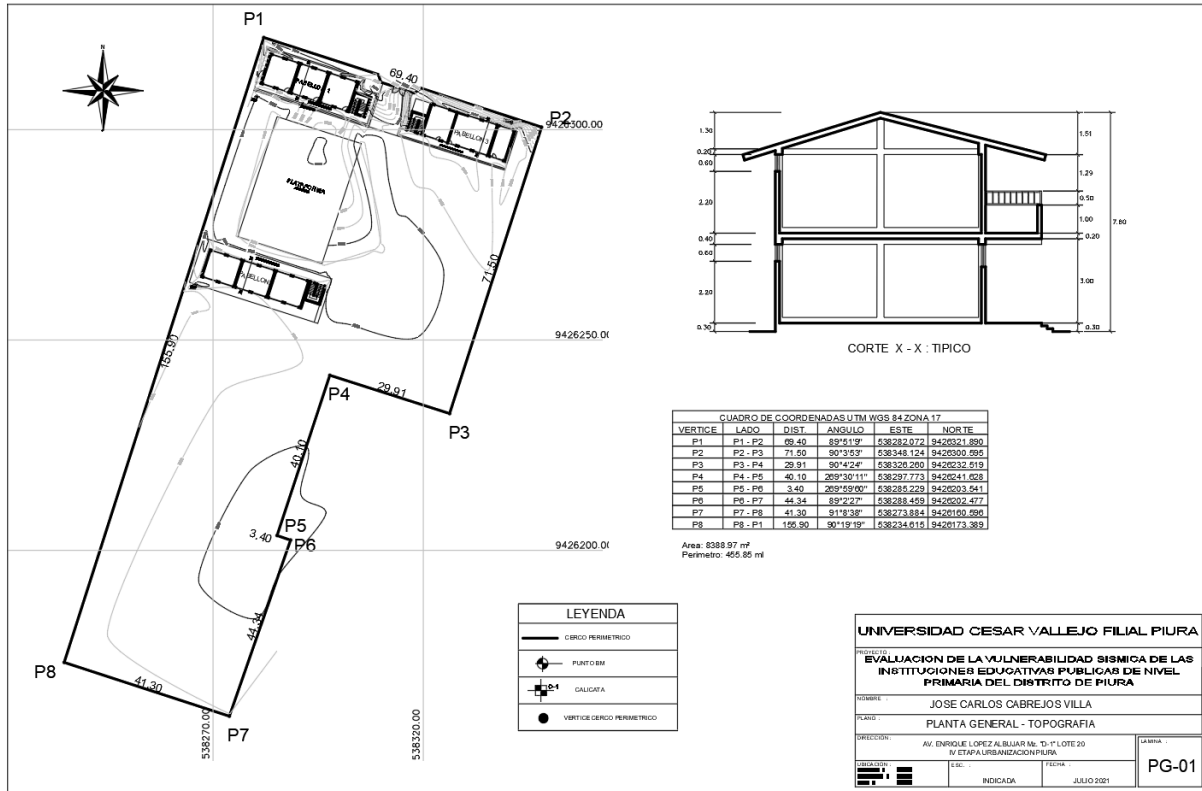 P1
69.40
P2
9426300.00
PABELLON 1
PABELLON 3
PLATAFORMA
PABELLON
71.50
155.90
9426250.00
P4
29.91
P3
40.10
P5
3.40
P6
9426200.00
44.34
P8
41.30
P7
538270.00
538320.00
N
1.30
0.20
0.60
2.20
0.40
0.60
2.20
0.30
1.51
1.29
0.50
1.00
0.20
3.00
0.30
7.80
CORTE X - X : TIPICO
CUADRO DE COORDENADAS UTM WGS 84 ZONA 17
VERTICE LADO DIST. ANGULO ESTE NORTE
P1 P1 - P2 69.40 89°51'9" 538282.072 9426321.890
P2 P2 - P3 71.50 90°3'53" 538348.124 9426300.595
P3 P3 - P4 29.91 90°4'24" 538326.260 9426232.519
P4 P4 - P5 40.10 269°30'11" 538297.773 9426241.628
P5 P5 - P6 3.40 269°59'60" 538285.229 9426203.541
P6 P6 - P7 44.34 89°2'27" 538288.459 9426202.477
P7 P7 - P8 41.30 91°8'38" 538273.884 9426160.596
P8 P8 - P1 155.90 90°19'19" 538234.615 9426173.389
Area: 8388.97 m²
Perimetro: 455.85 ml
LEYENDA
CERCO PERIMETRICO
PUNTO BM
CALICATA
VERTICE CERCO PERIMETRICO
UNIVERSIDAD CESAR VALLEJO FILIAL PIURA
PROYECTO :
EVALUACION DE LA VULNERABILIDAD SISMICA DE LAS
INSTITUCIONES EDUCATIVAS PUBLICAS DE NIVEL
PRIMARIA DEL DISTRITO DE PIURA
NOMBRE :
JOSE CARLOS CABREJOS VILLA
PLANO :
PLANTA GENERAL - TOPOGRAFIA
DIRECCION :
AV. ENRIQUE LOPEZ ALBUJAR Mz. "D-1" LOTE 20
IV ETAPA URBANIZACION PIURA
LAMINA :
PG-01
UBICACION :
ESC. :
INDICADA
FECHA :
JULIO 2021